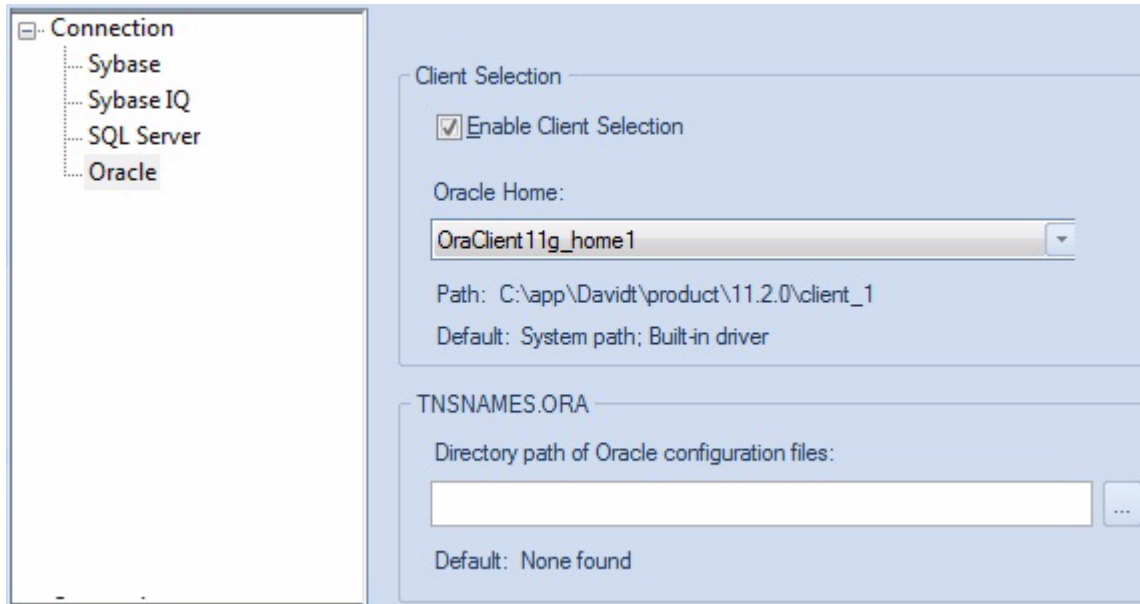 Connection
Sybase
Sybase IQ
SQL Server
Oracle
Client Selection
Enable Client Selection
Oracle Home:
OraClient11g_home1
Path: C:\app\Davidt\product\11.2.0\client_1
Default: System path; Built-in driver
TNSNAMES.ORA
Directory path of Oracle configuration files:
...
Default: None found